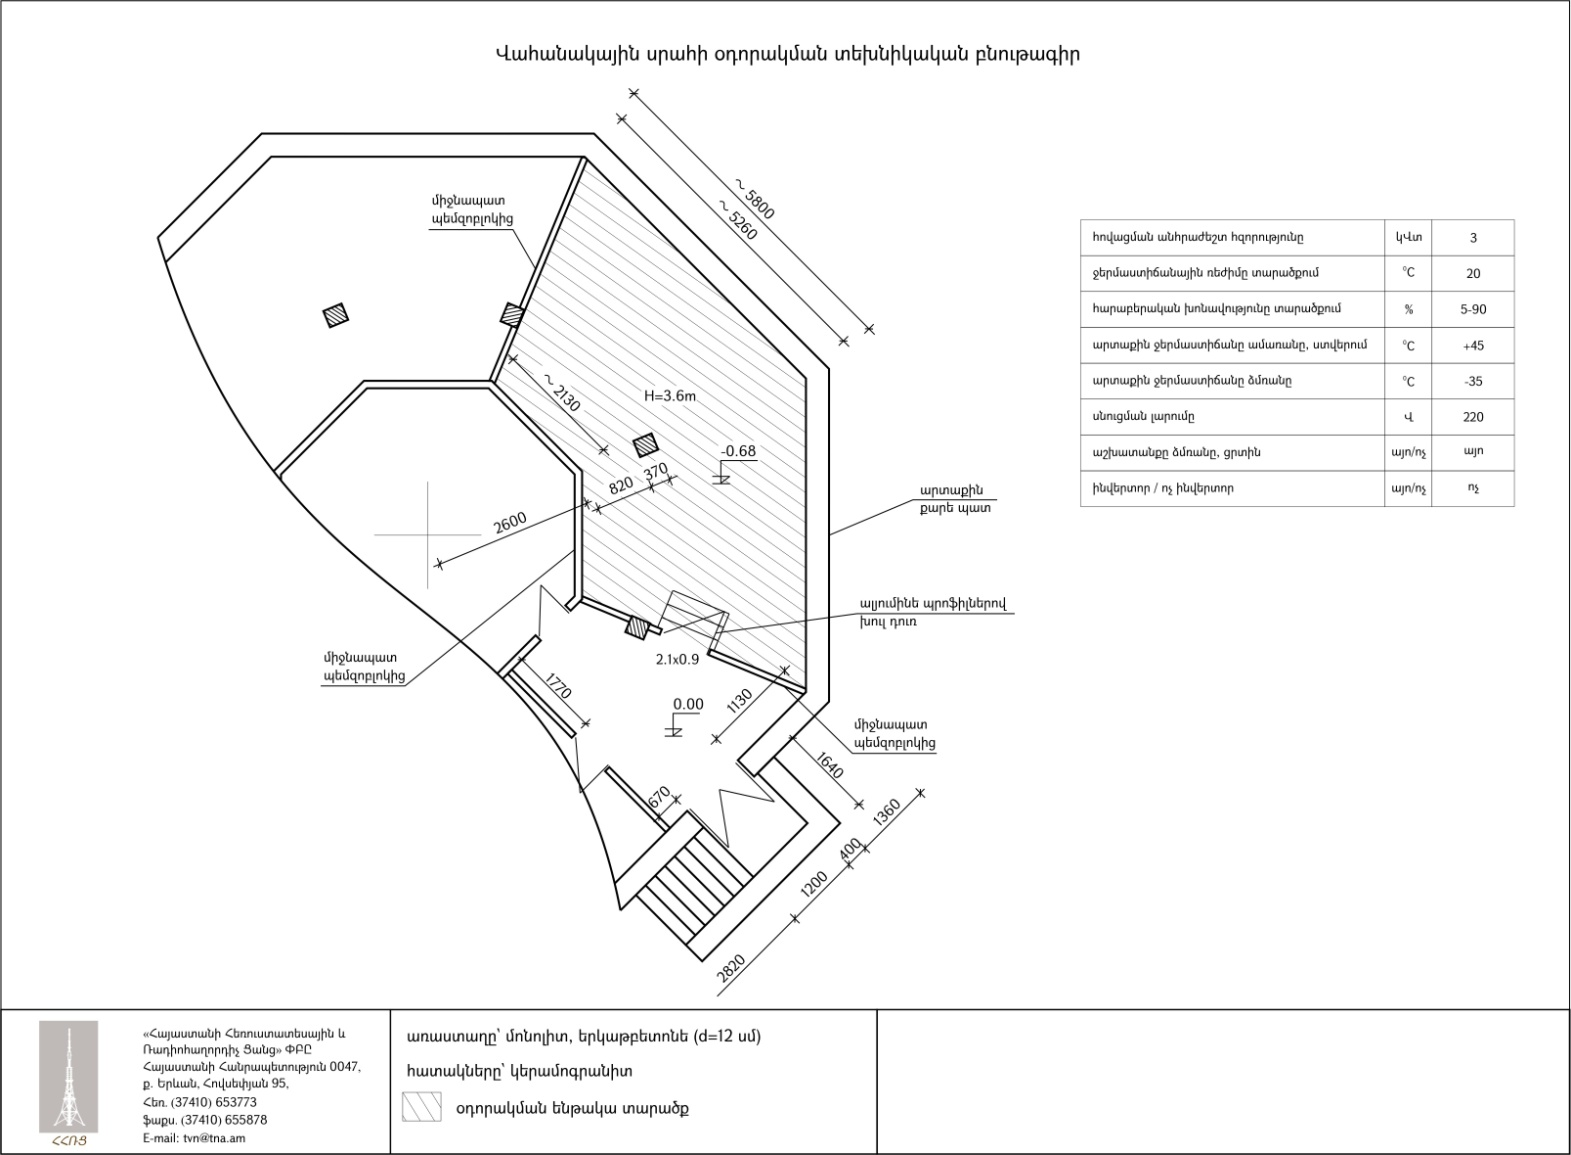 Վահանակային սրահի օդորակման տեխնիկական բնութագիր
~ 5800
~ 5260
միջնապատ
պեմզոբլոկից
~ 2130
H=3.6m
-0.68
820
370
2600
արտաքին
քարե պատ
ալյումինե պրոֆիլներով
խուլ դուռ
միջնապատ
պեմզոբլոկից
2.1x0.9
1770
1130
0.00
միջնապատ
պեմզոբլոկից
1640
670
1360
400
1200
2820
հովացման անհրաժեշտ հզորությունը կՎտ 3
ջերմաստիճանային ռեժիմը տարածքում °C 20
հարաբերական խոնավությունը տարածքում % 5-90
արտաքին ջերմաստիճանը ամառանը, ստվերում °C +45
արտաքին ջերմաստիճանը ձմռանը °C -35
սնուցման լարումը Վ 220
աշխատանքը ձմռանը, ցրտին այո/ոչ այո
ինվերտոր / ոչ ինվերտոր այո/ոչ ոչ
ՀՀՌՑ
«Հայաստանի Հեռուստատեսային և
Ռադիոհաղորդիչ Ցանց» ՓԲԸ
Հայաստանի Հանրապետություն 0047,
ք. Երևան, Հովսեփյան 95,
Հեռ. (37410) 653773
ֆաքս. (37410) 655878
E-mail: tvn@tna.am
առաստաղը՝ մոնոլիտ, երկաթբետոնե (d=12 սմ)
հատակները՝ կերամոգրանիտ
օդորակման ենթակա տարածք